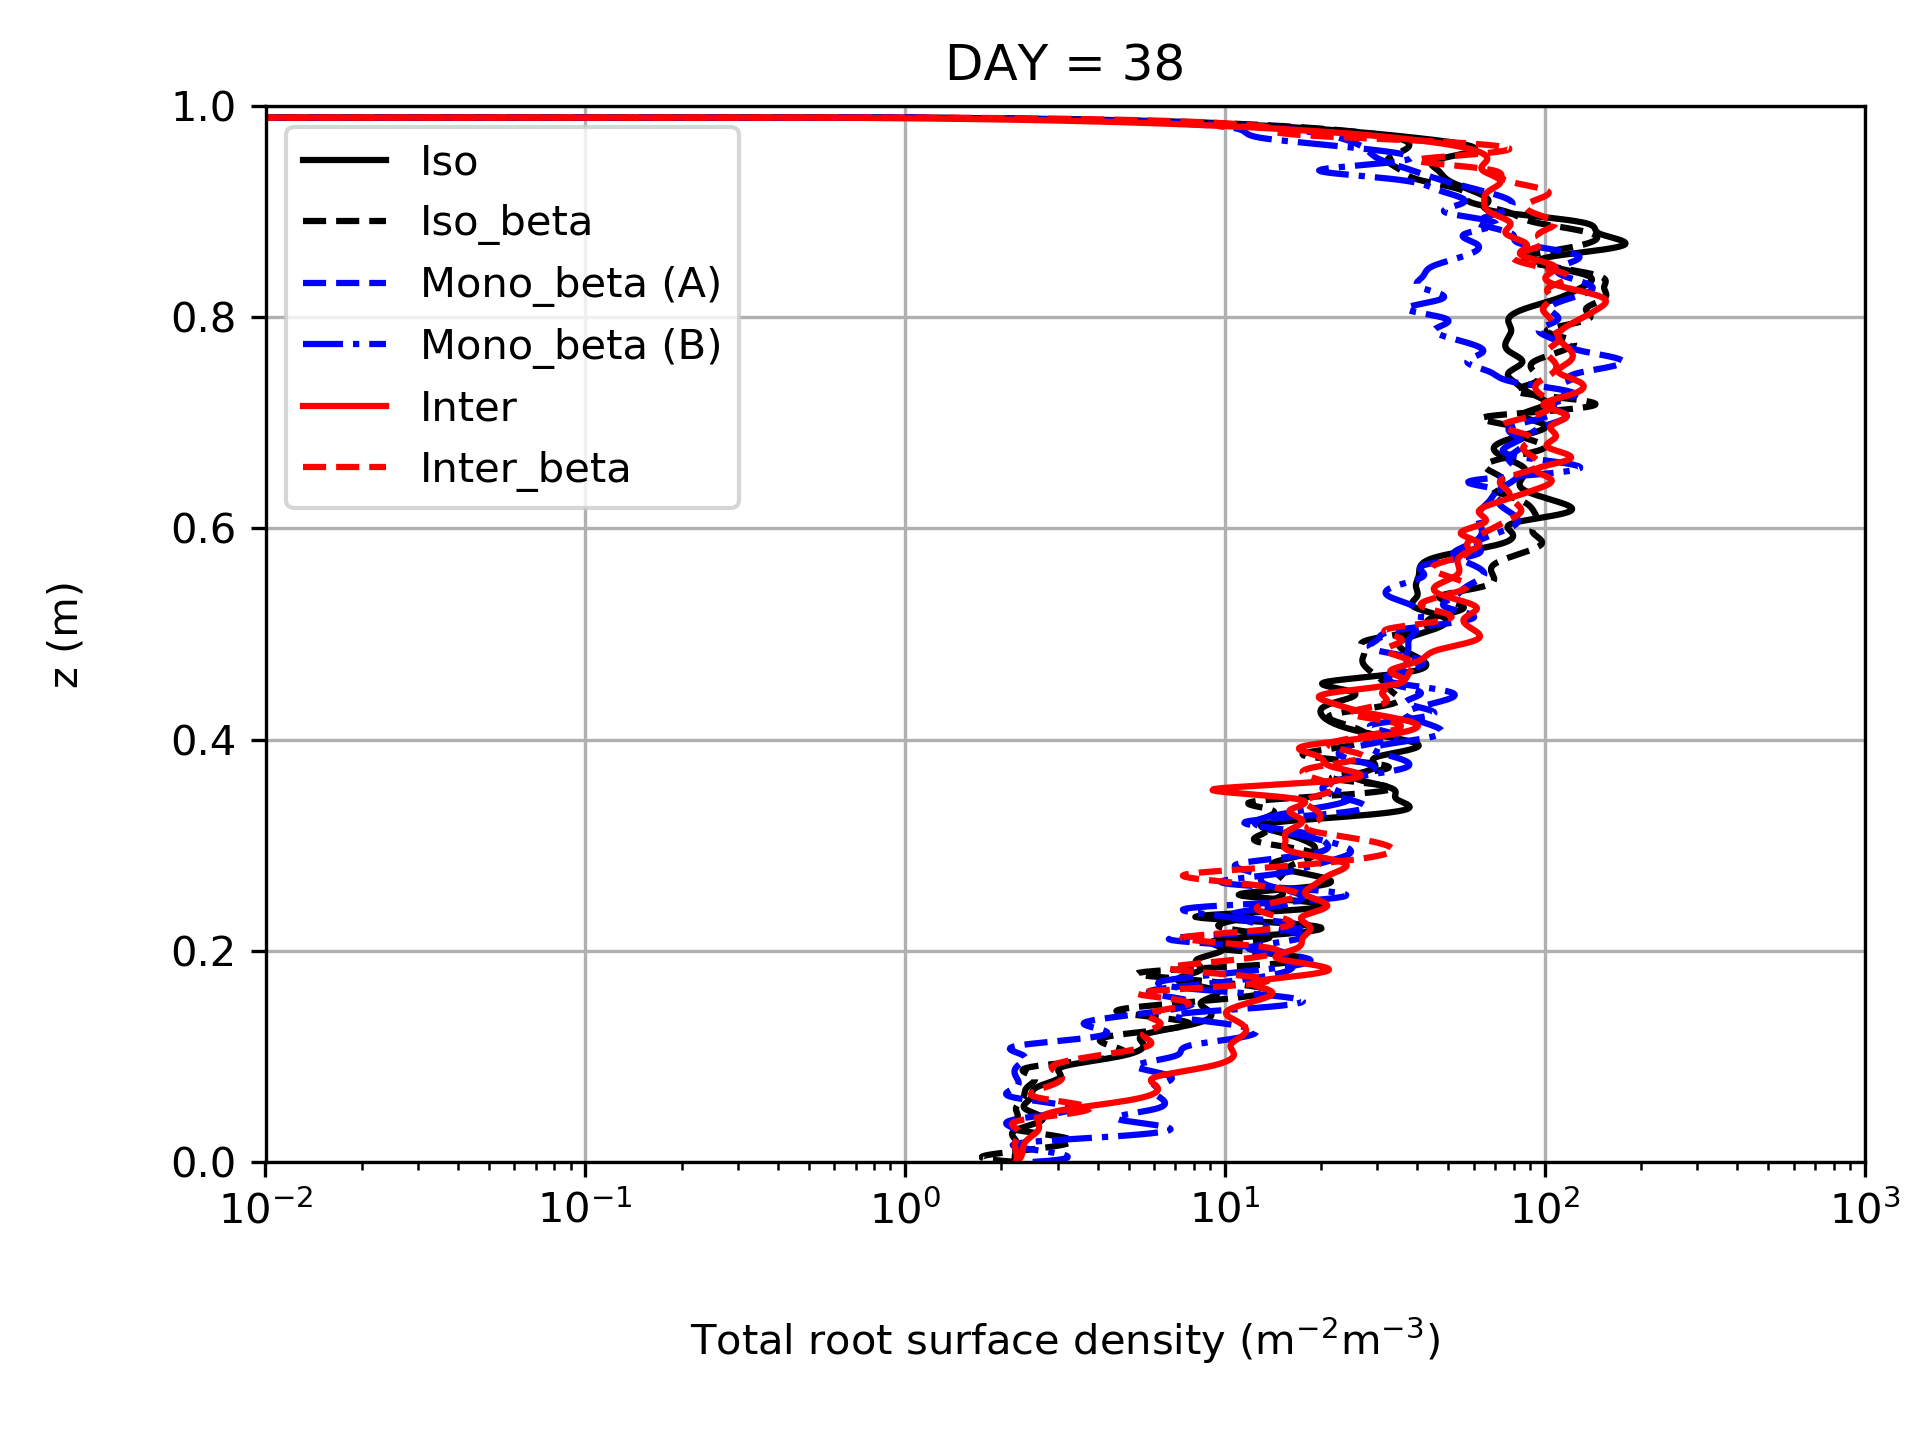 DAY = 38
1.0
0.8
0.6
0.4
0.2
0.0
z (m)
Iso
Iso_beta
Mono_beta (A)
Mono_beta (B)
Inter
Inter_beta
10⁻² 10⁻¹ 10⁰ 10¹ 10² 10³
Total root surface density (m⁻²m⁻³)